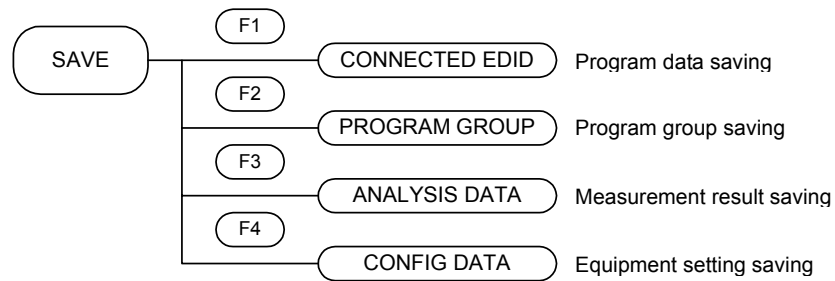 F1
SAVE
CONNECTED EDID
Program data saving
F2
PROGRAM GROUP
Program group saving
F3
ANALYSIS DATA
Measurement result saving
F4
CONFIG DATA
Equipment setting saving